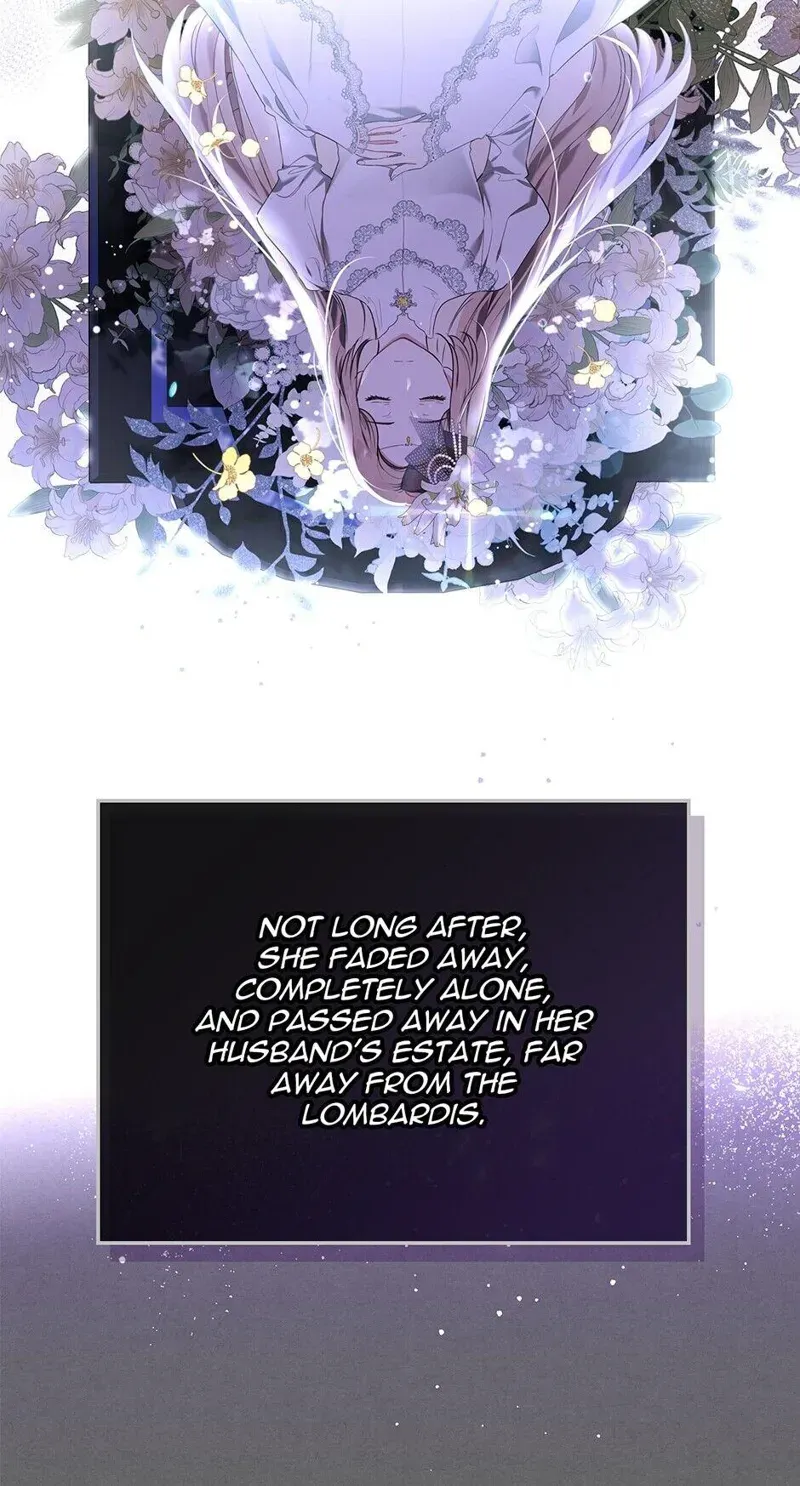 NOT LONG AFTER,
SHE FADED AWAY,
COMPLETELY ALONE,
AND PASSED AWAY IN HER
HUSBAND'S ESTATE, FAR
AWAY FROM THE
LOMBARDIS.